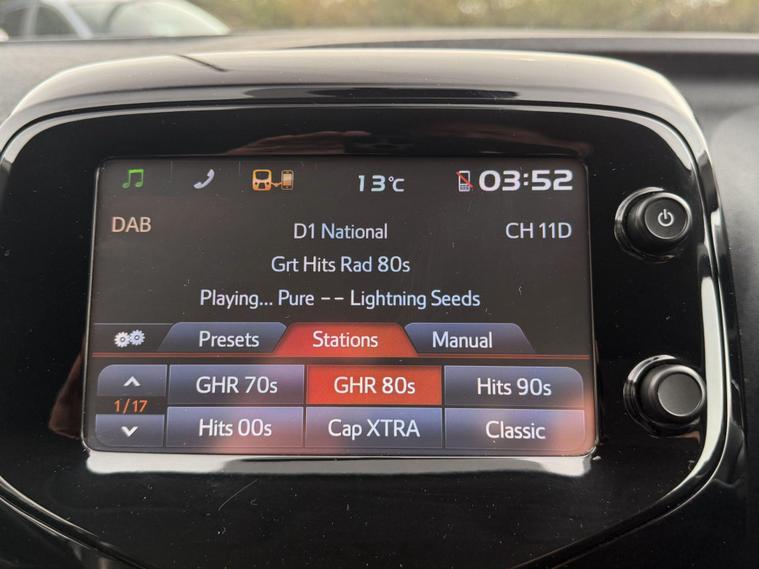 13°C 03:52
DAB D1 National CH 11D
Grt Hits Rad 80s
Playing... Pure -- Lightning Seeds
Presets Stations Manual
GHR 70s GHR 80s Hits 90s
1/17
Hits 00s Cap XTRA Classic